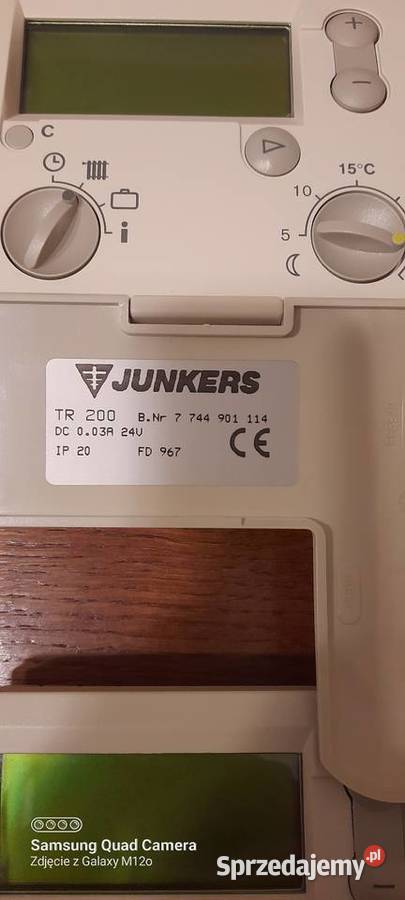 +
−
C
15°C
10
5
i
JUNKERS
TR 200 B.Nr 7 744 901 114
DC 0.03A 24V
IP 20 FD 967
CE
Samsung Quad Camera
Zdjęcie z Galaxy M12o
Sprzedajemy.pl